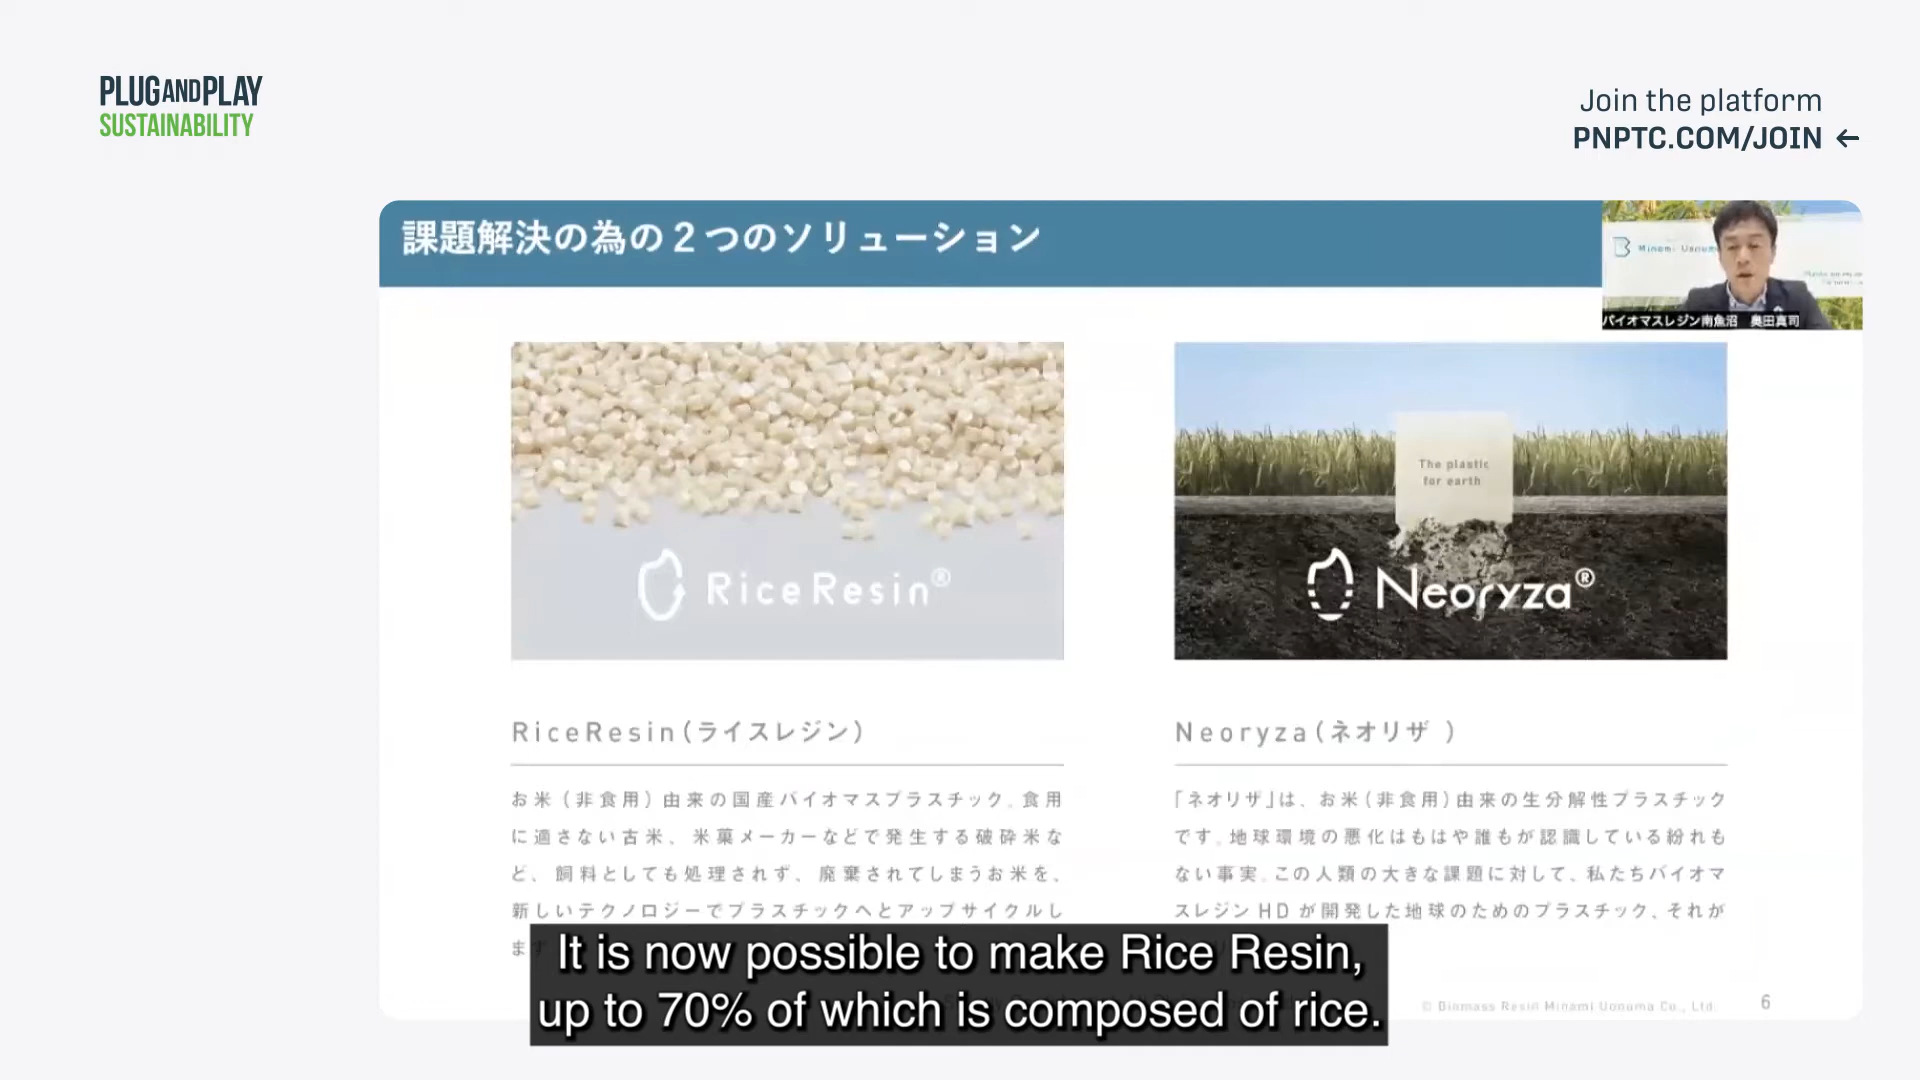 PLUGANDPLAY
SUSTAINABILITY
Join the platform
PNPTC.COM/JOIN ←
課題解決の為の2つのソリューション
Minami Uonuma
バイオマスレジン南魚沼 奥田真司
RiceResin®
The plastic
for earth
Neoryza®
RiceResin(ライスレジン)
お米(非食用)由来の国産バイオマスプラスチック。食用
に適さない古米、米菓メーカーなどで発生する破砕米な
ど、飼料としても処理されず、廃棄されてしまうお米を、
新しいテクノロジーでプラスチックへとアップサイクルし
ま
Neoryza(ネオリザ )
「ネオリザ」は、お米(非食用)由来の生分解性プラスチック
です。地球環境の悪化はもはや誰もが認識している紛れも
ない事実。この人類の大きな課題に対して、私たちバイオマ
スレジンHDが開発した地球のためのプラスチック、それが
It is now possible to make Rice Resin,
up to 70% of which is composed of rice.
© Biomass Resin Minami Uonuma Co., Ltd.
6